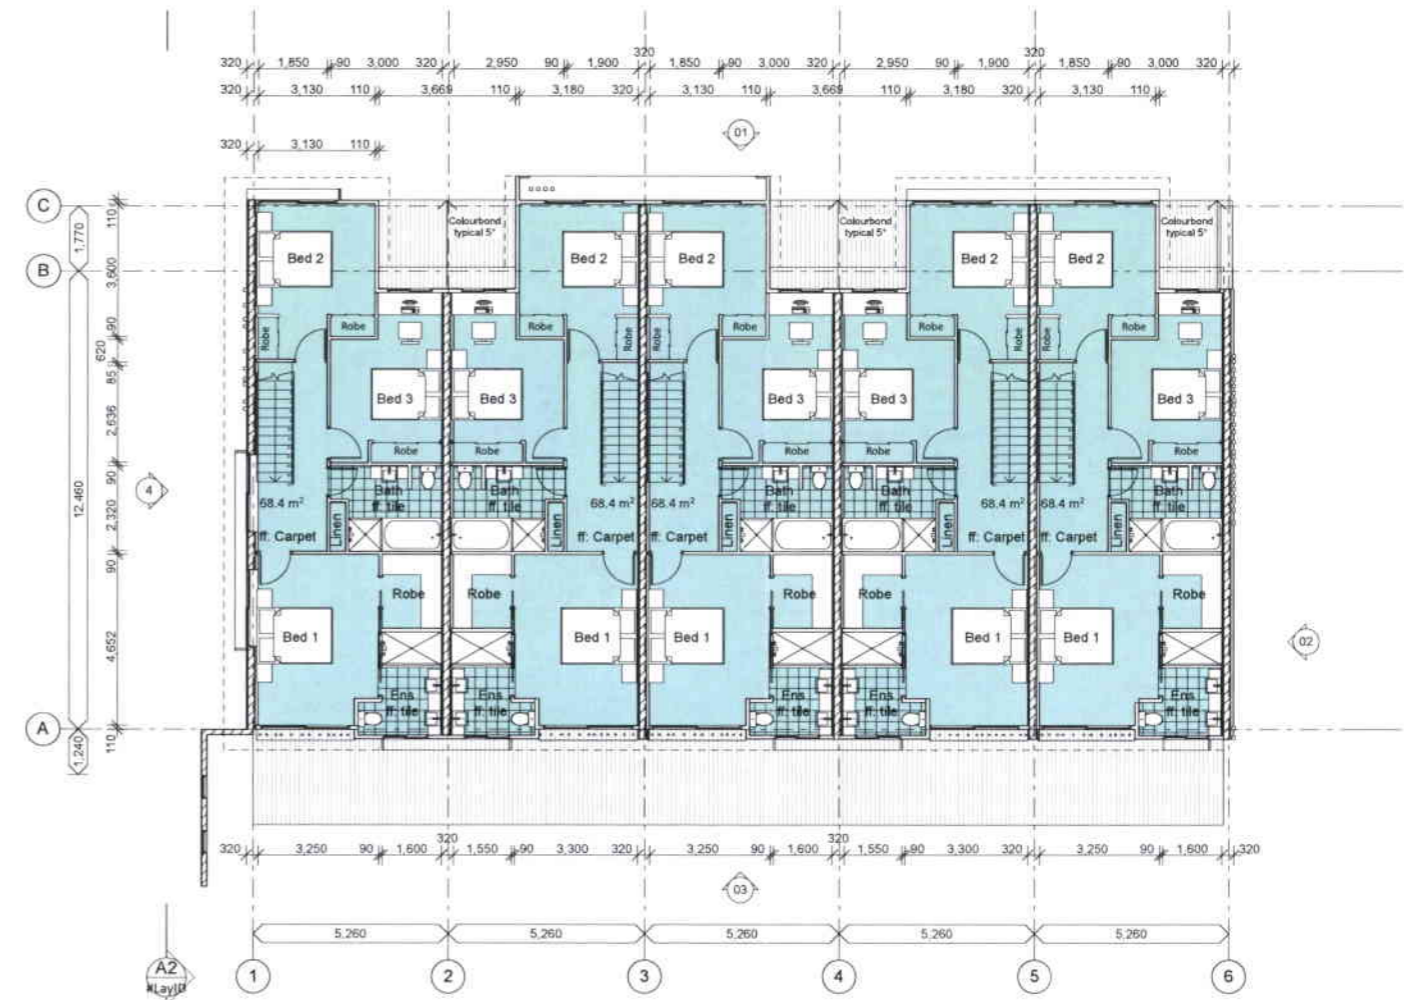 320
320 1,850 90 3,000 320 2,950 90 1,900 1,850 90 3,000 320 2,950 90 1,900 320 1,850 90 3,000 320
320 3,130 110 3,669 110 3,180 320 3,130 110 3,669 110 3,180 320 3,130 110
320 3,130 110
01
C
B
A
110
1,770
3,600
90
620
85
2,636
12,460
90
2,320
90
4,652
110
1,240
4
02
Colourbond Colourbond Colourbond
typical 5° typical 5° typical 5°
Bed 2 Bed 2 Bed 2 Bed 2 Bed 2
Robe Robe Robe Robe Robe
Robe Robe Robe Robe Robe
Bed 3 Bed 3 Bed 3 Bed 3 Bed 3
Robe Robe Robe Robe Robe
Bath Bath Bath Bath Bath
68.4 m² ff: tile ff: tile 68.4 m² 68.4 m² ff: tile ff: tile 68.4 m² 68.4 m² ff: tile
Linen Linen Linen Linen Linen
ff: Carpet ff: Carpet ff: Carpet ff: Carpet ff: Carpet
Robe Robe Robe Robe Robe
Bed 1 Bed 1 Bed 1 Bed 1 Bed 1
Ens Ens Ens Ens Ens
ff: tile ff: tile ff: tile ff: tile ff: tile
320 320
320 3,250 90 1,600 1,550 90 3,300 320 3,250 90 1,600 1,550 90 3,300 320 3,250 90 1,600 320
03
5,260 5,260 5,260 5,260 5,260
A2
#LayID
1 2 3 4 5 6